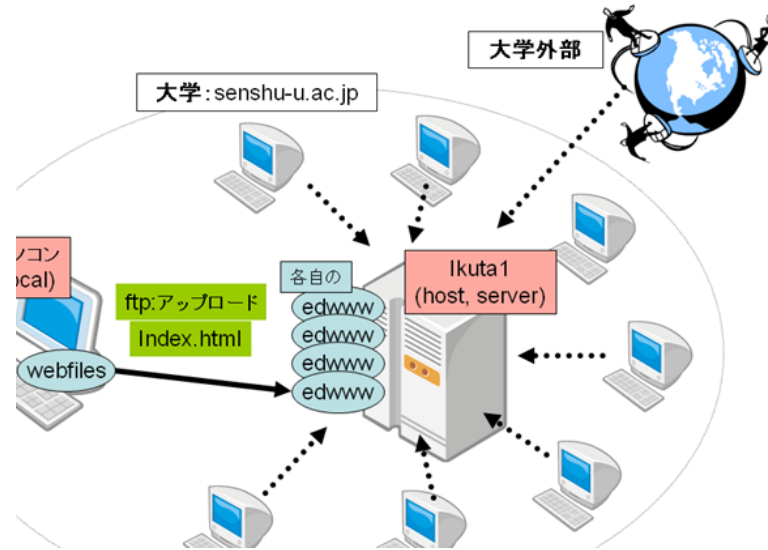 大学外部
大学:senshu-u.ac.jp
ソコン
ocal)
各自の
Ikuta1
(host, server)
ftp:アップロード
Index.html
edwww
edwww
edwww
edwww
webfiles